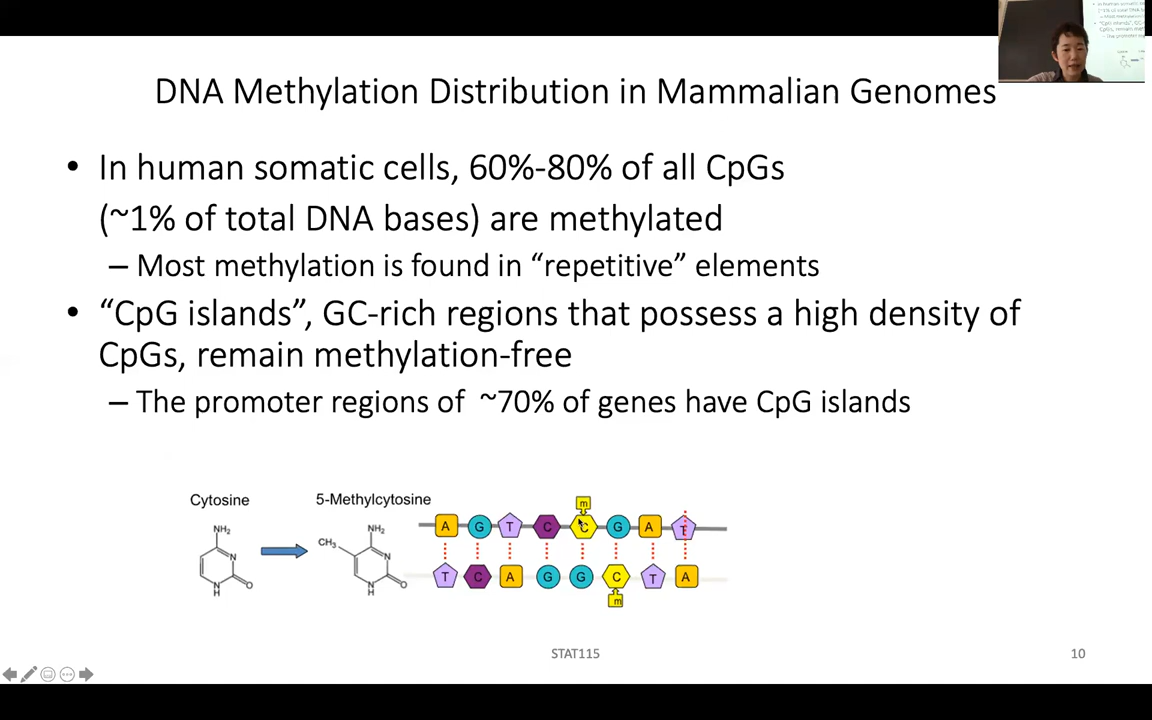 DNA Methylation Distribution in Mammalian Genomes
• In human somatic cells, 60%-80% of all CpGs
(~1% of total DNA bases) are methylated
– Most methylation is found in “repetitive” elements
• “CpG islands”, GC-rich regions that possess a high density of
CpGs, remain methylation-free
– The promoter regions of ~70% of genes have CpG islands
Cytosine
5-Methylcytosine
NH2
N
N
H
O
NH2
CH3
N
N
H
O
m
A G T C C G A T
T C A G G C T A
m
STAT115
10